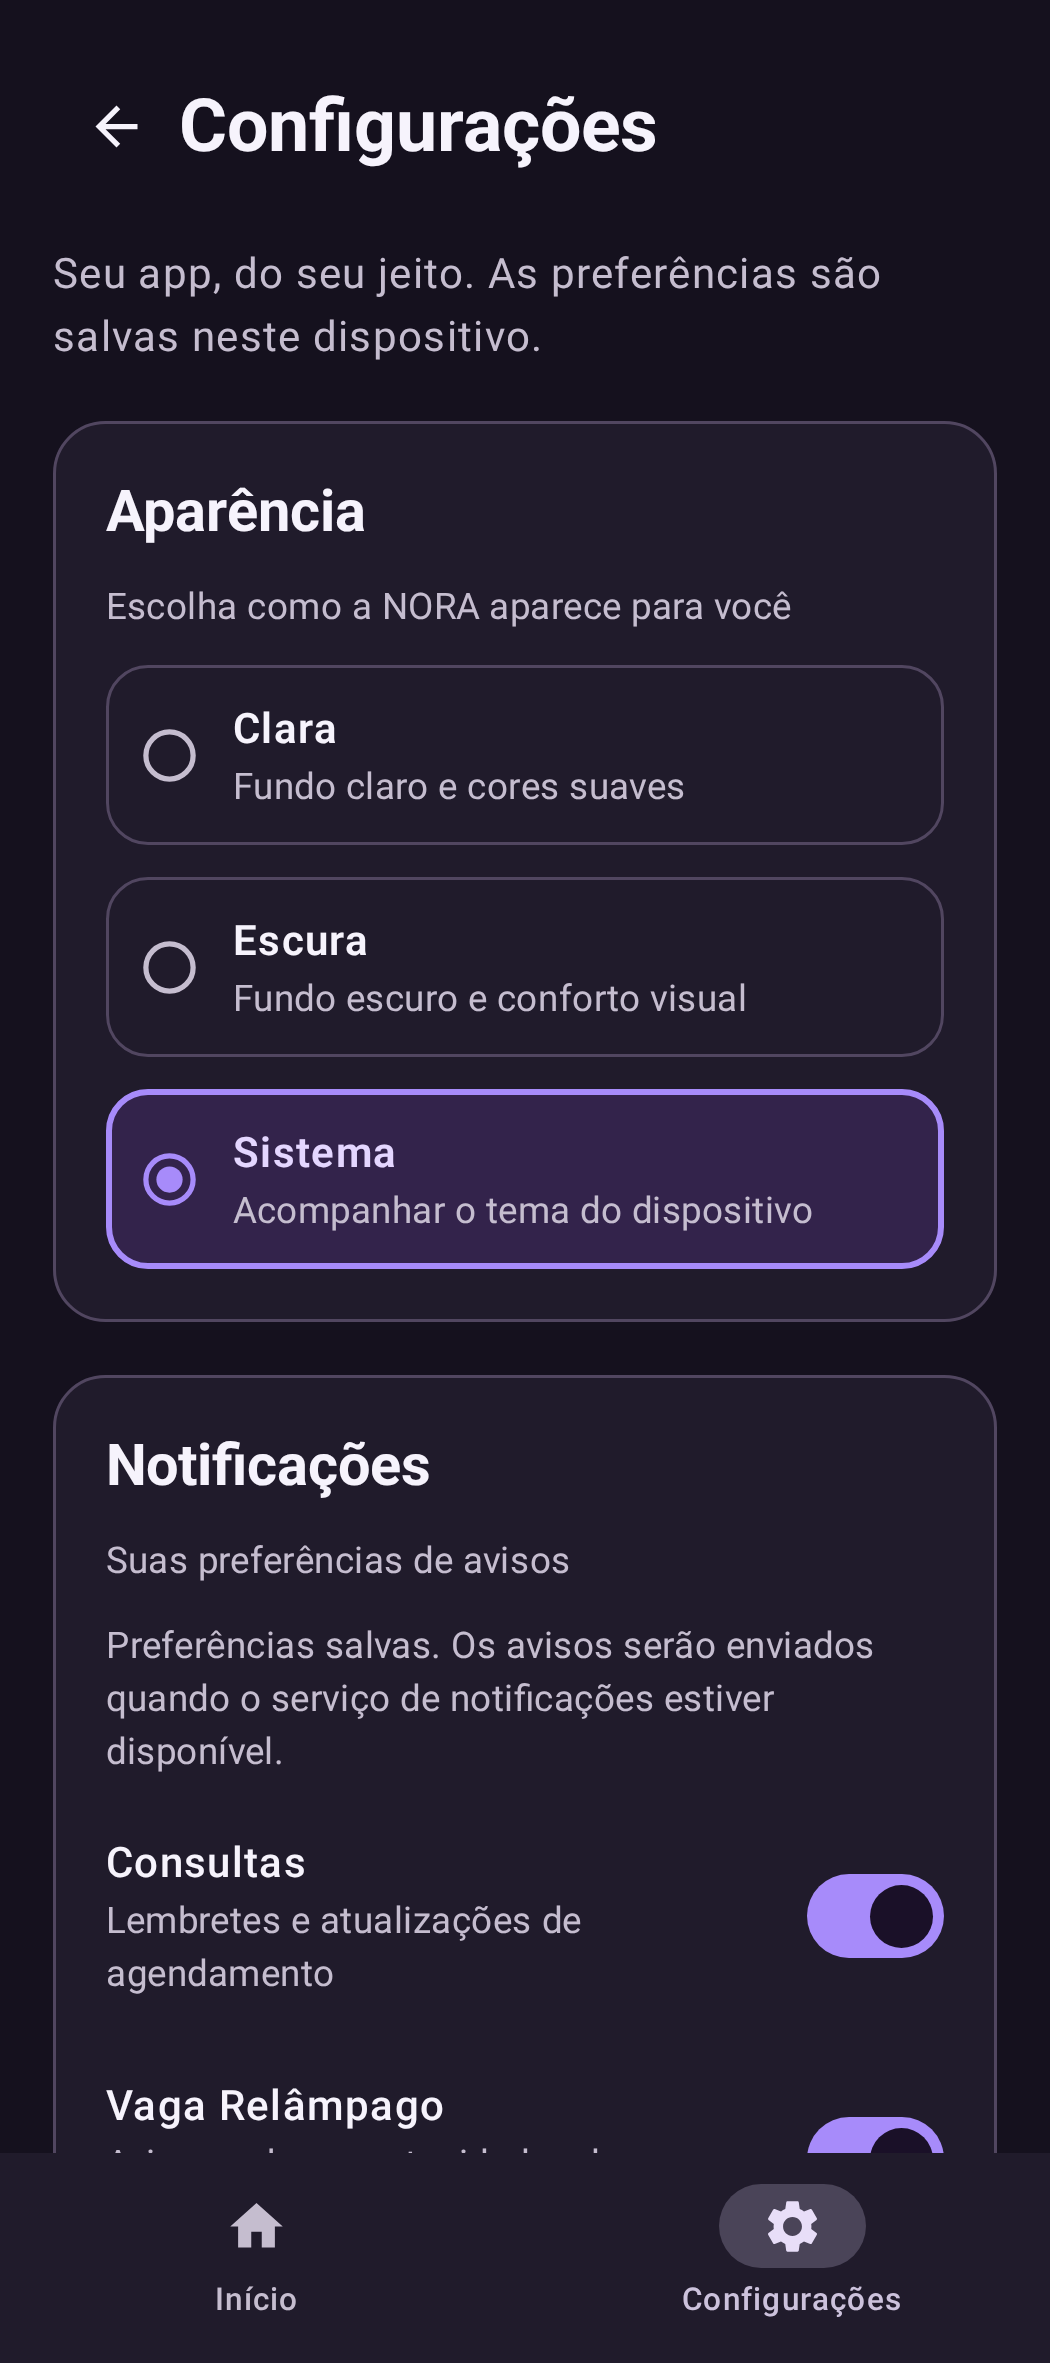 Configurações
Seu app, do seu jeito. As preferências são
salvas neste dispositivo.
Aparência
Escolha como a NORA aparece para você
Clara
Fundo claro e cores suaves
Escura
Fundo escuro e conforto visual
Sistema
Acompanhar o tema do dispositivo
Notificações
Suas preferências de avisos
Preferências salvas. Os avisos serão enviados
quando o serviço de notificações estiver
disponível.
Consultas
Lembretes e atualizações de
agendamento
Vaga Relâmpago
Início
Configurações